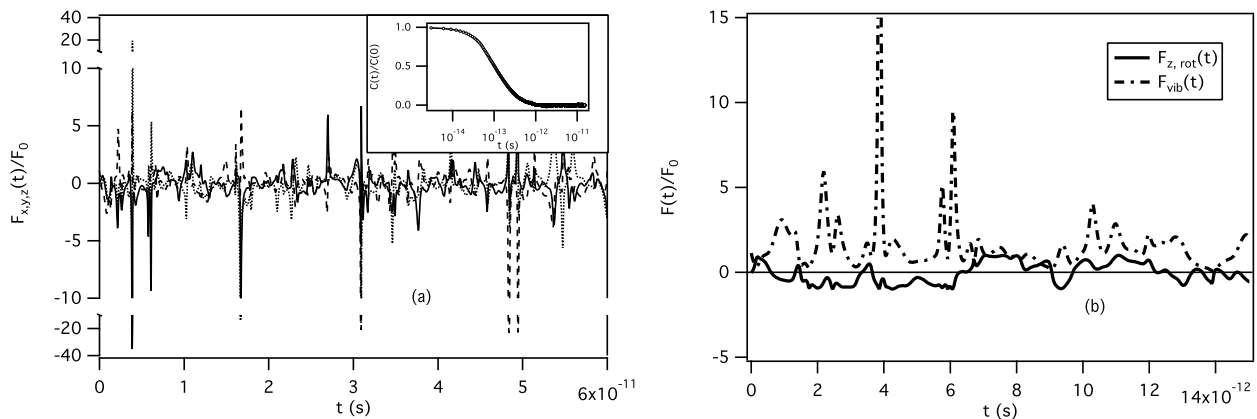 40
20
10
5
0
-5
-10
-20
-40
F_{x,y,z}(t)/F_0
0
1
2
3
4
5
6x10^{-11}
t (s)
(a)
1.0
0.5
0.0
C(t)/C(0)
10^{-14}
10^{-13}
10^{-12}
10^{-11}
t (s)
15
10
5
0
-5
F(t)/F_0
0
2
4
6
8
10
12
14x10^{-12}
t (s)
F_{z, rot}(t)
F_{vib}(t)
(b)